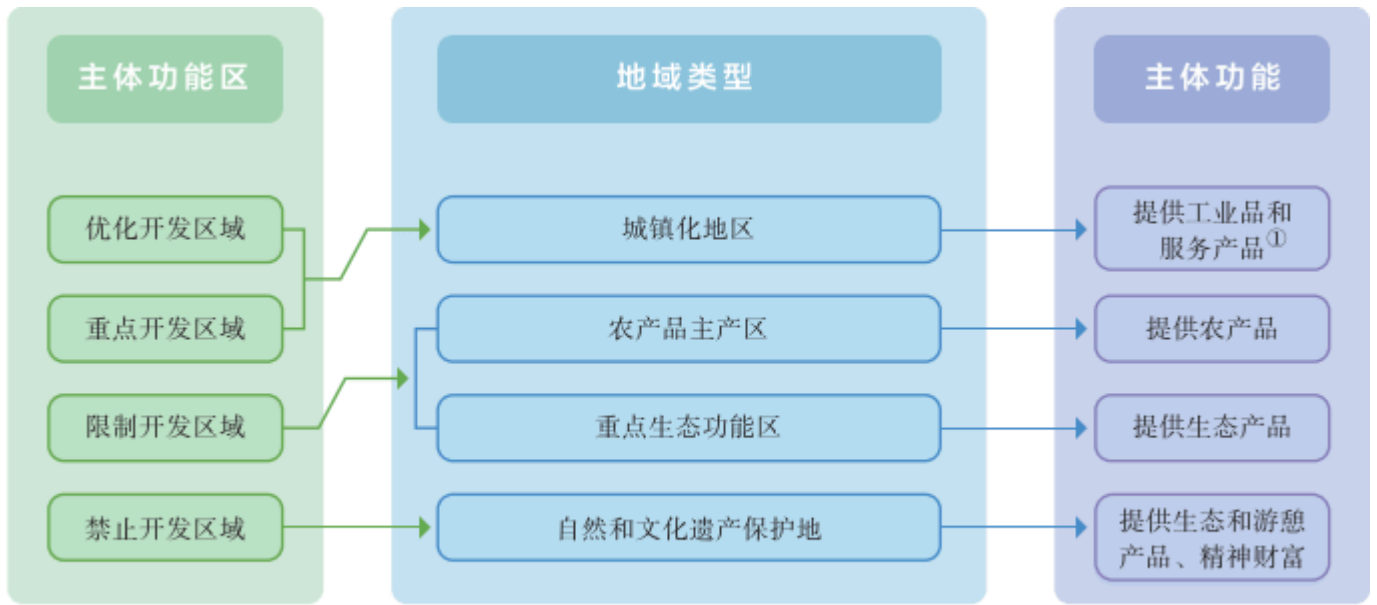 主体功能区
地域类型
主体功能
优化开发区域
城镇化地区
提供工业品和
服务产品①
重点开发区域
农产品主产区
提供农产品
限制开发区域
重点生态功能区
提供生态产品
禁止开发区域
自然和文化遗产保护地
提供生态和游憩
产品、精神财富